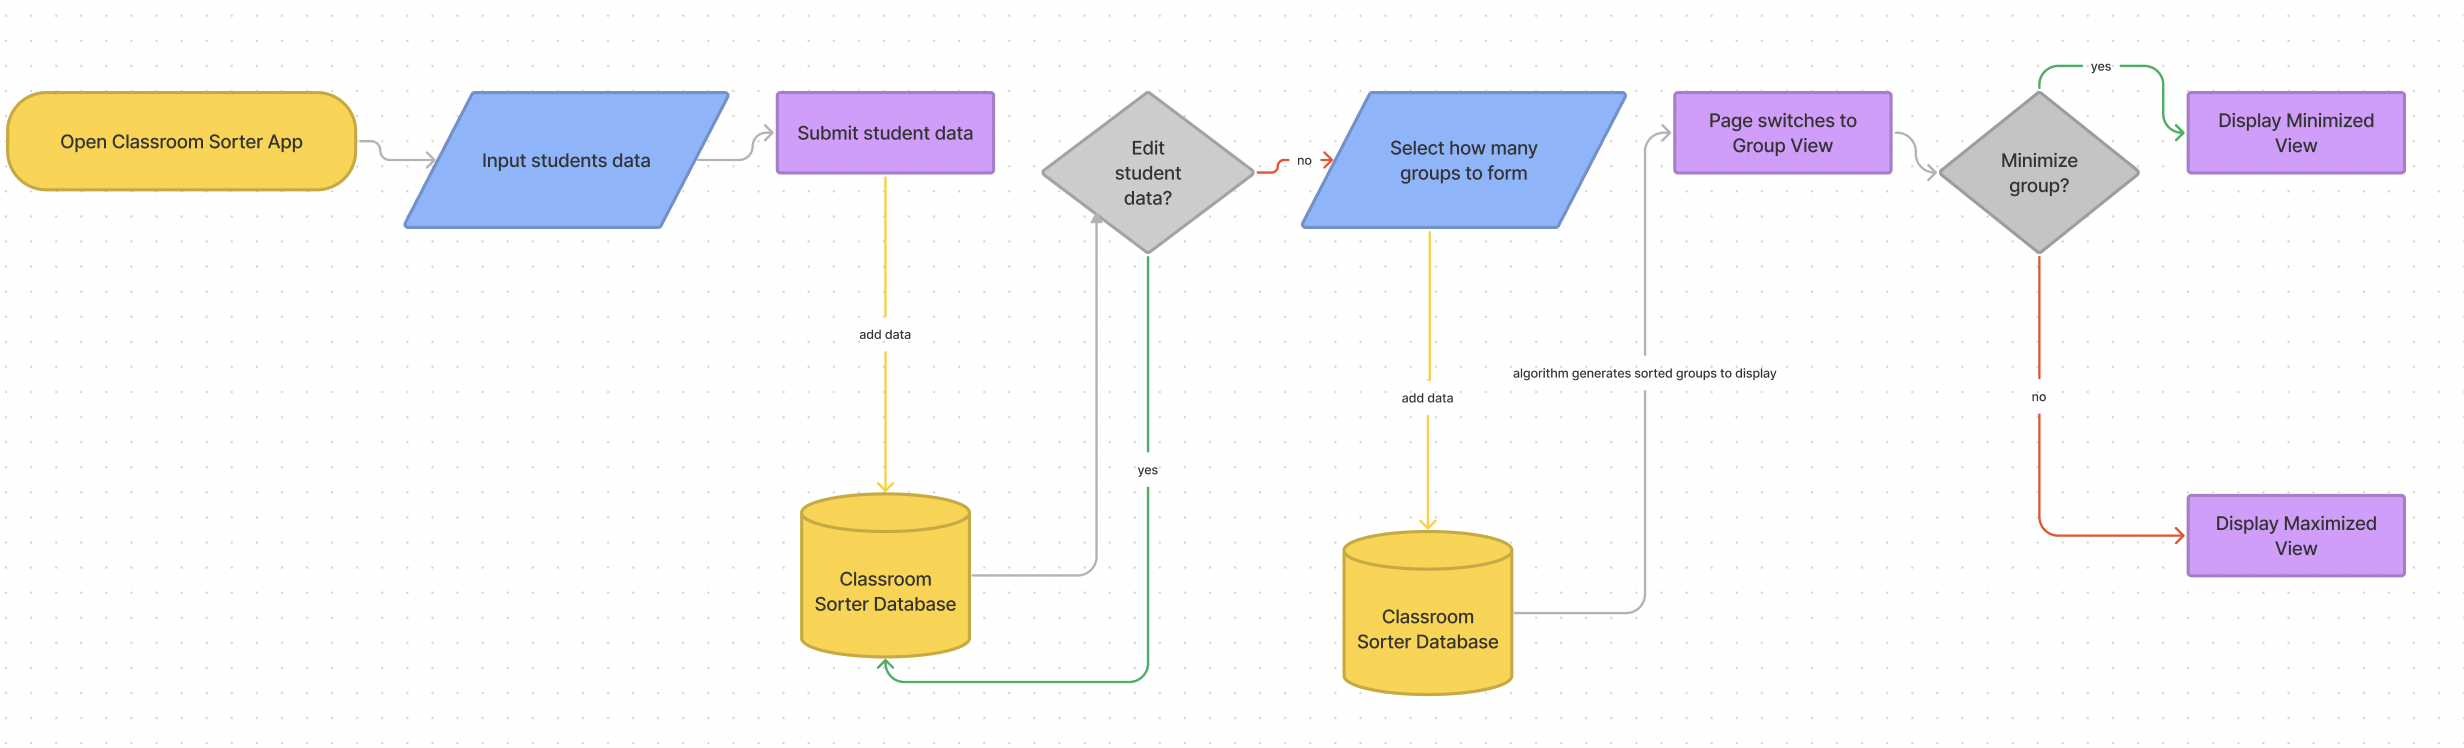 Open Classroom Sorter App
Input students data
Submit student data
add data
Classroom
Sorter Database
Edit
student
data?
yes
no
Select how many
groups to form
add data
Classroom
Sorter Database
algorithm generates sorted groups to display
Page switches to
Group View
Minimize
group?
yes
Display Minimized
View
no
Display Maximized
View